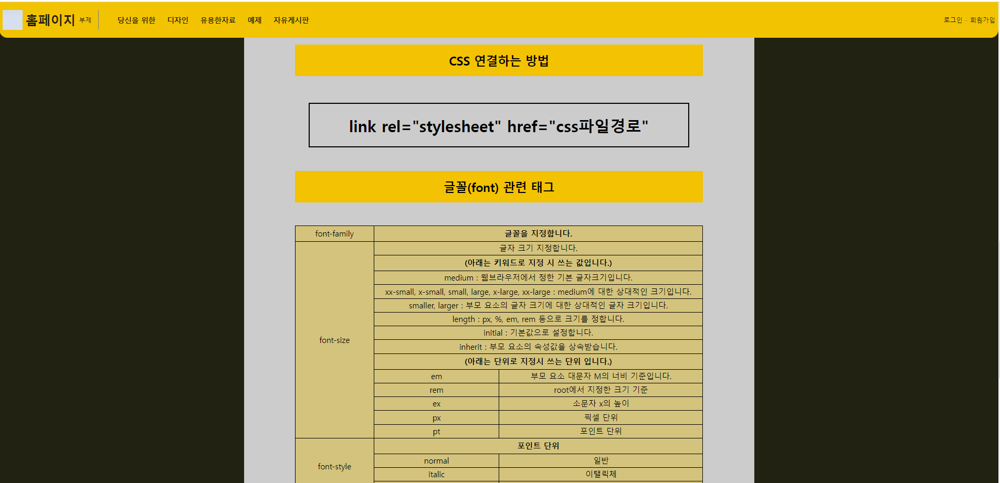 홈페이지 부제 당신을 위한 디자인 유용한자료 예제 자유게시판 로그인 · 회원가입
CSS 연결하는 방법
link rel="stylesheet" href="css파일경로"
글꼴(font) 관련 태그
font-family 글꼴을 지정합니다.
font-size
글자 크기 지정합니다.
(아래는 키워드로 지정 시 쓰는 값입니다.)
medium : 웹브라우저에서 정한 기본 글자크기입니다.
xx-small, x-small, small, large, x-large, xx-large : medium에 대한 상대적인 크기입니다.
smaller, larger : 부모 요소의 글자 크기에 대한 상대적인 글자 크기입니다.
length : px, %, em, rem 등으로 크기를 정합니다.
initial : 기본값으로 설정합니다.
inherit : 부모 요소의 속성값을 상속받습니다.
(아래는 단위로 지정시 쓰는 단위 입니다.)
em 부모 요소 대문자 M의 너비 기준입니다.
rem root에서 지정한 크기 기준
ex 소문자 x의 높이
px 픽셀 단위
pt 포인트 단위
font-style
포인트 단위
normal 일반
italic 이탤릭체